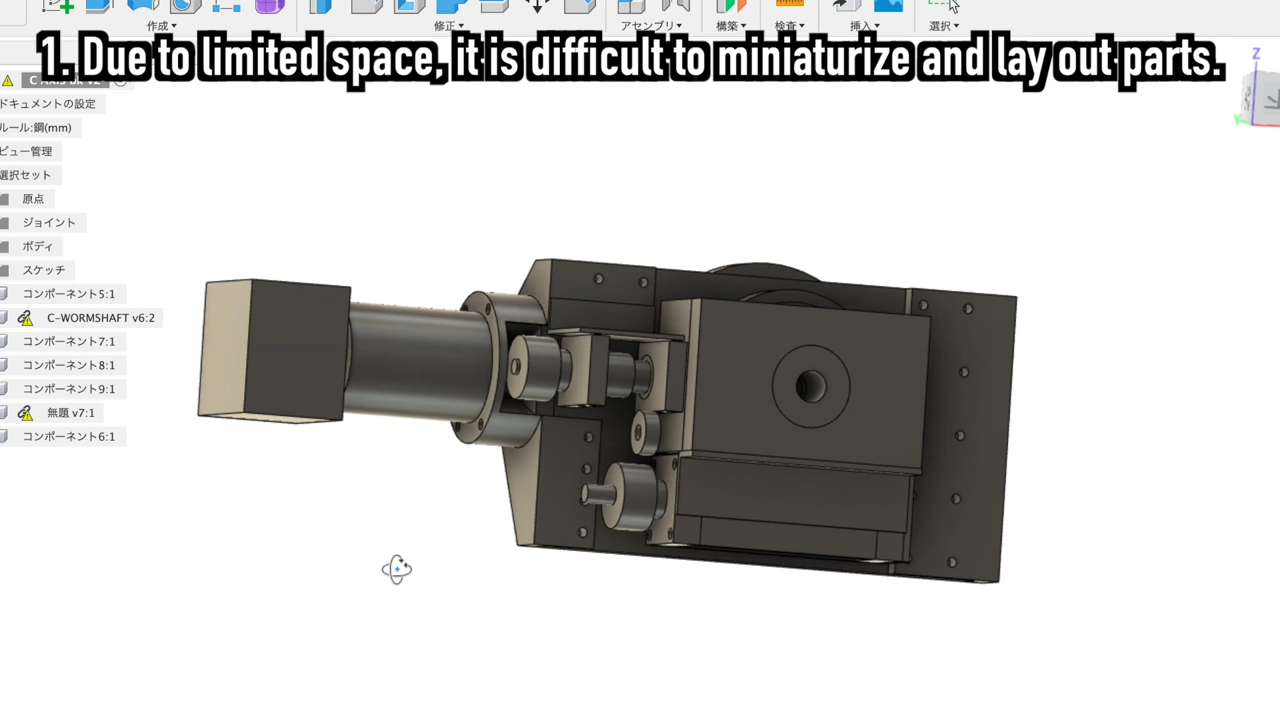 作成▾
修正▾
アセンブリ▾
構築▾
検査▾
挿入▾
選択▾
1. Due to limited space, it is difficult to miniaturize and lay out parts.
ドキュメントの設定
ルール:鋼(mm)
ビュー管理
選択セット
原点
ジョイント
ボディ
スケッチ
コンポーネント5:1
C-WORMSHAFT v6:2
コンポーネント7:1
コンポーネント8:1
コンポーネント9:1
無題 v7:1
コンポーネント6:1
Z
Y